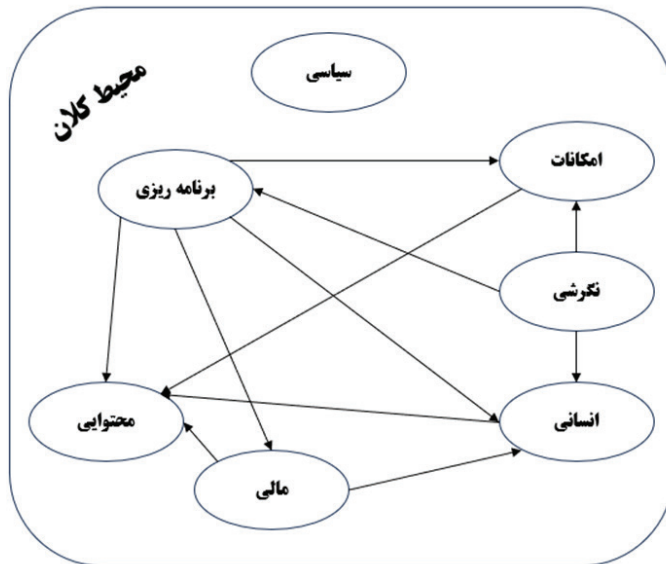 سیاسی
محیط کلان
امکانات
برنامه ریزی
نگرشی
انسانی
محتوایی
مالی